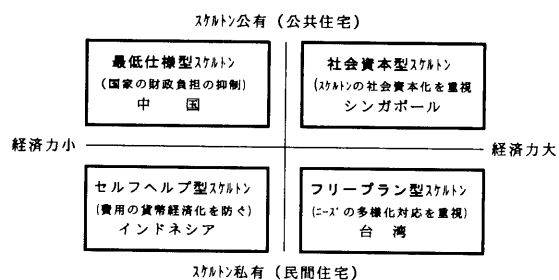 ｽｹﾙﾄﾝ公有（公共住宅）
最低仕様型ｽｹﾙﾄﾝ
(国家の財政負担の抑制)
中　国
社会資本型ｽｹﾙﾄﾝ
(ｽｹﾙﾄﾝの社会資本化を重視
シンガポール
経済力小
経済力大
セルフヘルプ型ｽｹﾙﾄﾝ
(費用の貨幣経済化を防ぐ)
インドネシア
フリープラン型ｽｹﾙﾄﾝ
(ﾆｰｽﾞの多様化対応を重視)
台　湾
ｽｹﾙﾄﾝ私有（民間住宅）